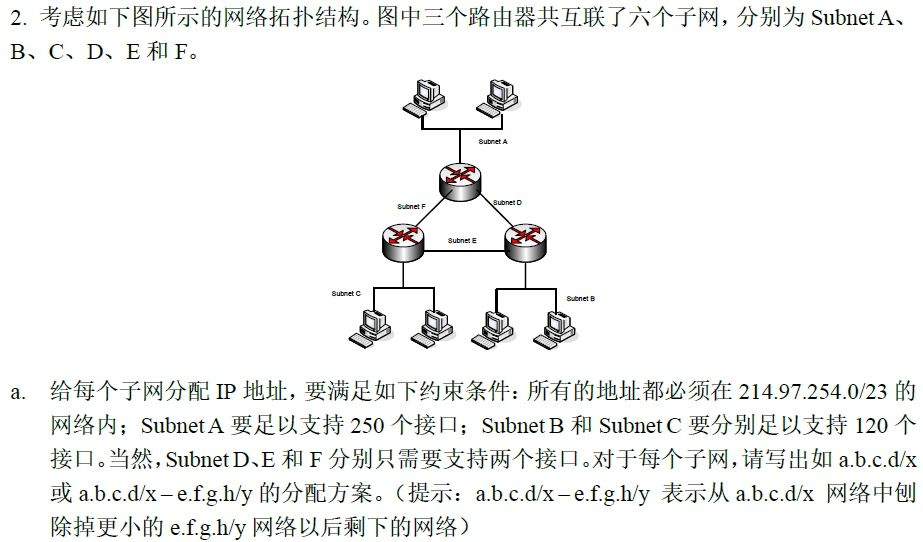 2. 考虑如下图所示的网络拓扑结构。图中三个路由器共互联了六个子网，分别为 Subnet A、
B、C、D、E 和 F。
Subnet A
Subnet F
Subnet D
Subnet E
Subnet C
Subnet B
a. 给每个子网分配 IP 地址，要满足如下约束条件：所有的地址都必须在 214.97.254.0/23 的
网络内；Subnet A 要足以支持 250 个接口；Subnet B 和 Subnet C 要分别足以支持 120 个
接口。当然，Subnet D、E 和 F 分别只需要支持两个接口。对于每个子网，请写出如 a.b.c.d/x
或 a.b.c.d/x – e.f.g.h/y 的分配方案。（提示：a.b.c.d/x – e.f.g.h/y 表示从 a.b.c.d/x 网络中刨
除掉更小的 e.f.g.h/y 网络以后剩下的网络）